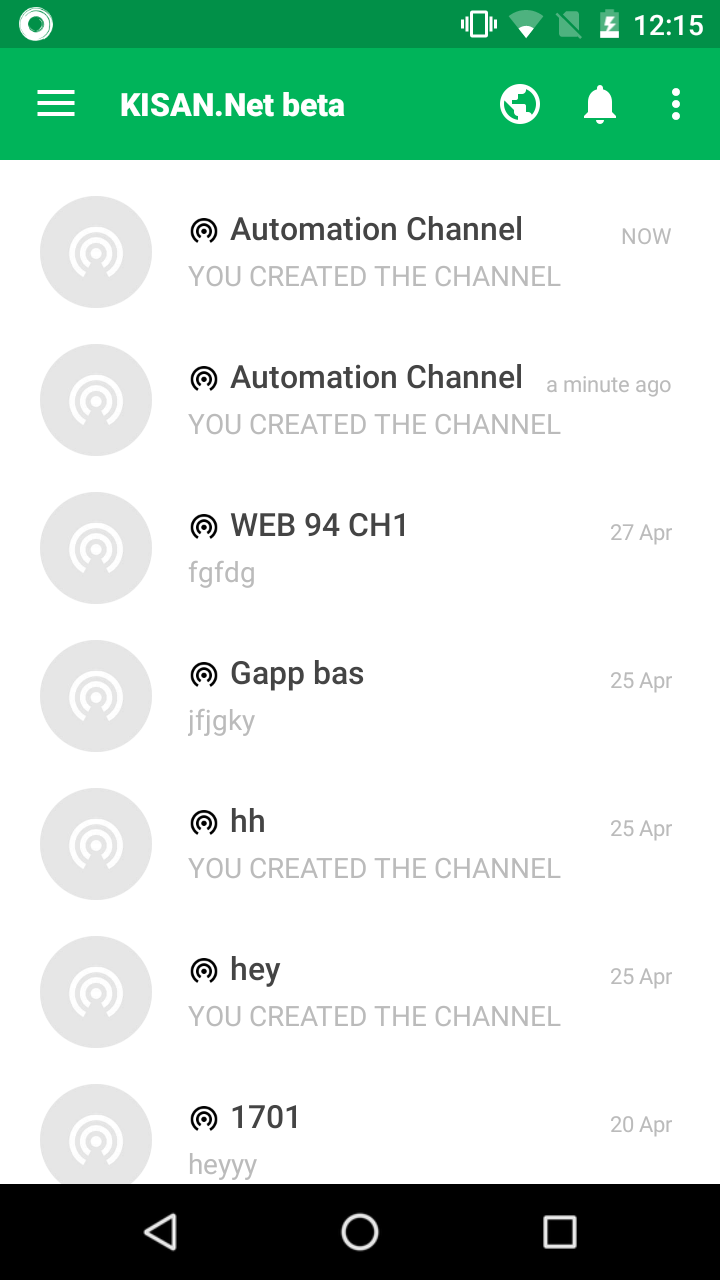 12:15
KISAN.Net beta
Automation Channel
NOW
YOU CREATED THE CHANNEL
Automation Channel
a minute ago
YOU CREATED THE CHANNEL
WEB 94 CH1
27 Apr
fgfdg
Gapp bas
25 Apr
jfjgky
hh
25 Apr
YOU CREATED THE CHANNEL
hey
25 Apr
YOU CREATED THE CHANNEL
1701
20 Apr
heyyy